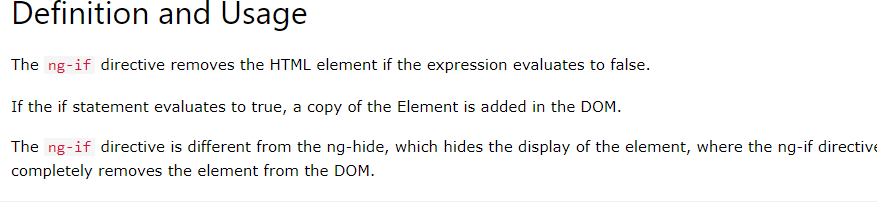 Definition and Usage
The ng-if directive removes the HTML element if the expression evaluates to false.
If the if statement evaluates to true, a copy of the Element is added in the DOM.
The ng-if directive is different from the ng-hide, which hides the display of the element, where the ng-if directive
completely removes the element from the DOM.